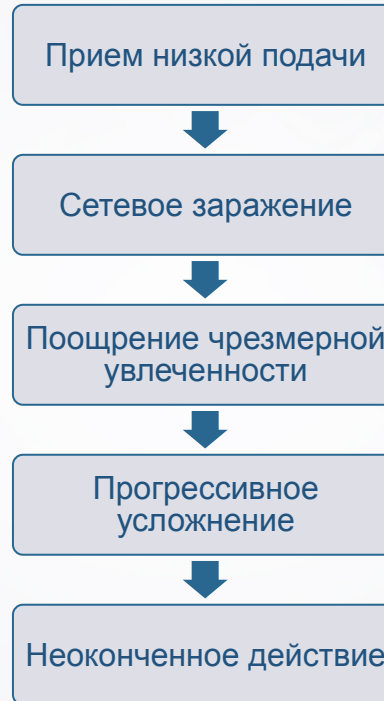 Прием низкой подачи
Сетевое заражение
Поощрение чрезмерной
увлеченности
Прогрессивное
усложнение
Неоконченное действие